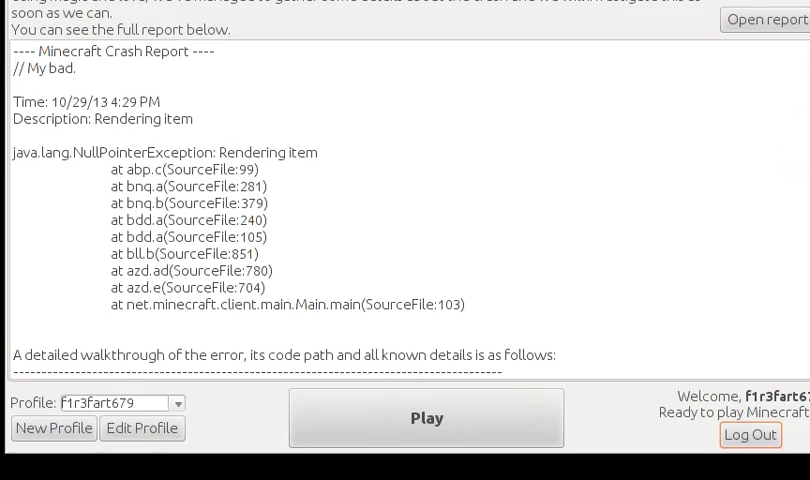 soon as we can.
You can see the full report below.
Open report
---- Minecraft Crash Report ----
// My bad.
Time: 10/29/13 4:29 PM
Description: Rendering item
java.lang.NullPointerException: Rendering item
at abp.c(SourceFile:99)
at bnq.a(SourceFile:281)
at bnq.b(SourceFile:379)
at bdd.a(SourceFile:240)
at bdd.a(SourceFile:105)
at bll.b(SourceFile:851)
at azd.ad(SourceFile:780)
at azd.e(SourceFile:704)
at net.minecraft.client.main.Main.main(SourceFile:103)
A detailed walkthrough of the error, its code path and all known details is as follows:
---------------------------------------------------------------------------------------
Profile: f1r3fart679
New Profile Edit Profile
Play
Welcome, f1r3fart67
Ready to play Minecraft
Log Out